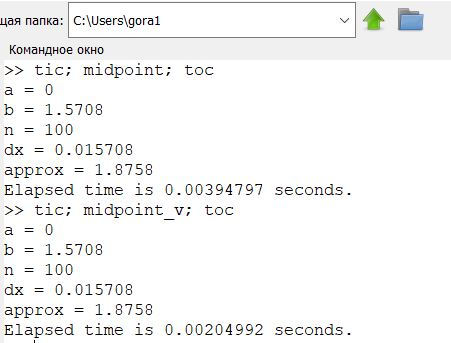 щая папка: C:\Users\gora1
Командное окно
>> tic; midpoint; toc
a = 0
b = 1.5708
n = 100
dx = 0.015708
approx = 1.8758
Elapsed time is 0.00394797 seconds.
>> tic; midpoint_v; toc
a = 0
b = 1.5708
n = 100
dx = 0.015708
approx = 1.8758
Elapsed time is 0.00204992 seconds.